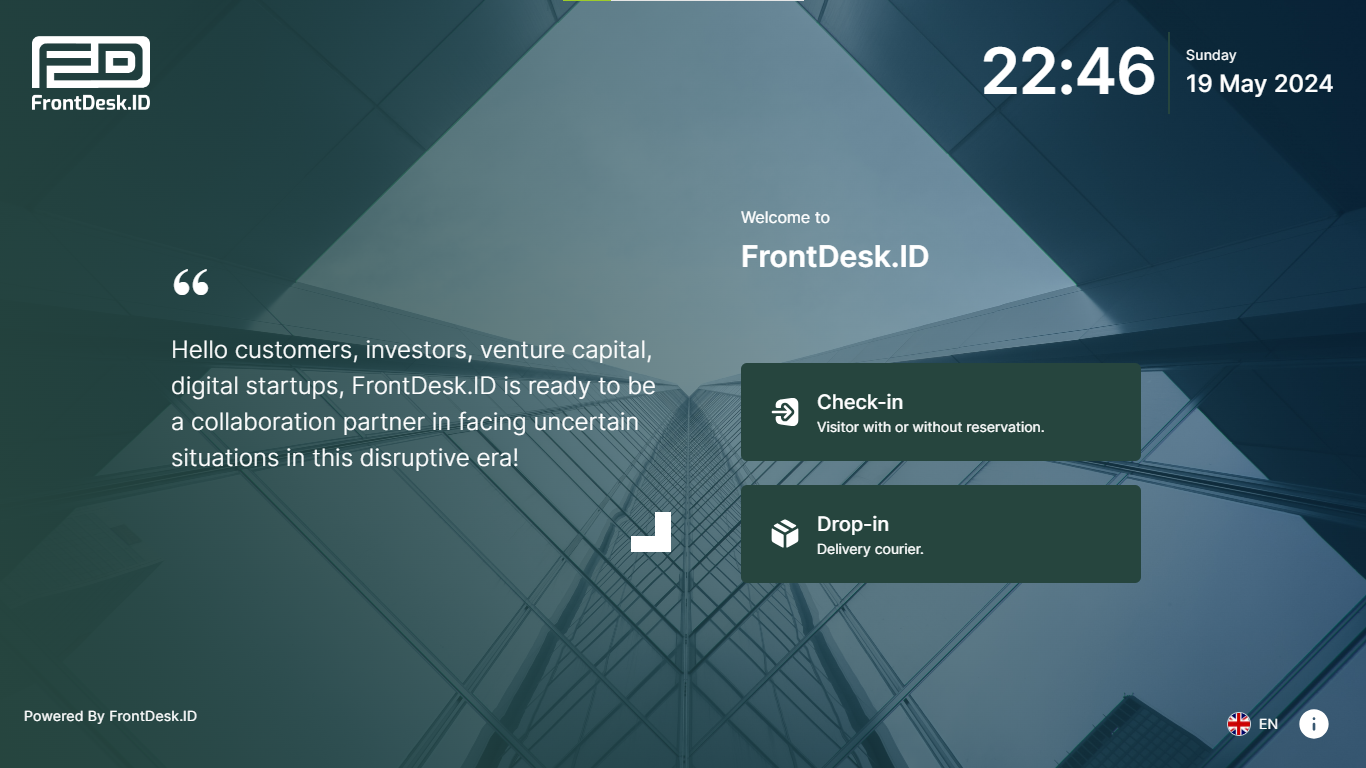 FrontDesk.ID
22:46
Sunday
19 May 2024
Welcome to
FrontDesk.ID
“
Hello customers, investors, venture capital,
digital startups, FrontDesk.ID is ready to be
a collaboration partner in facing uncertain
situations in this disruptive era!
Check-in
Visitor with or without reservation.
Drop-in
Delivery courier.
Powered By FrontDesk.ID
EN